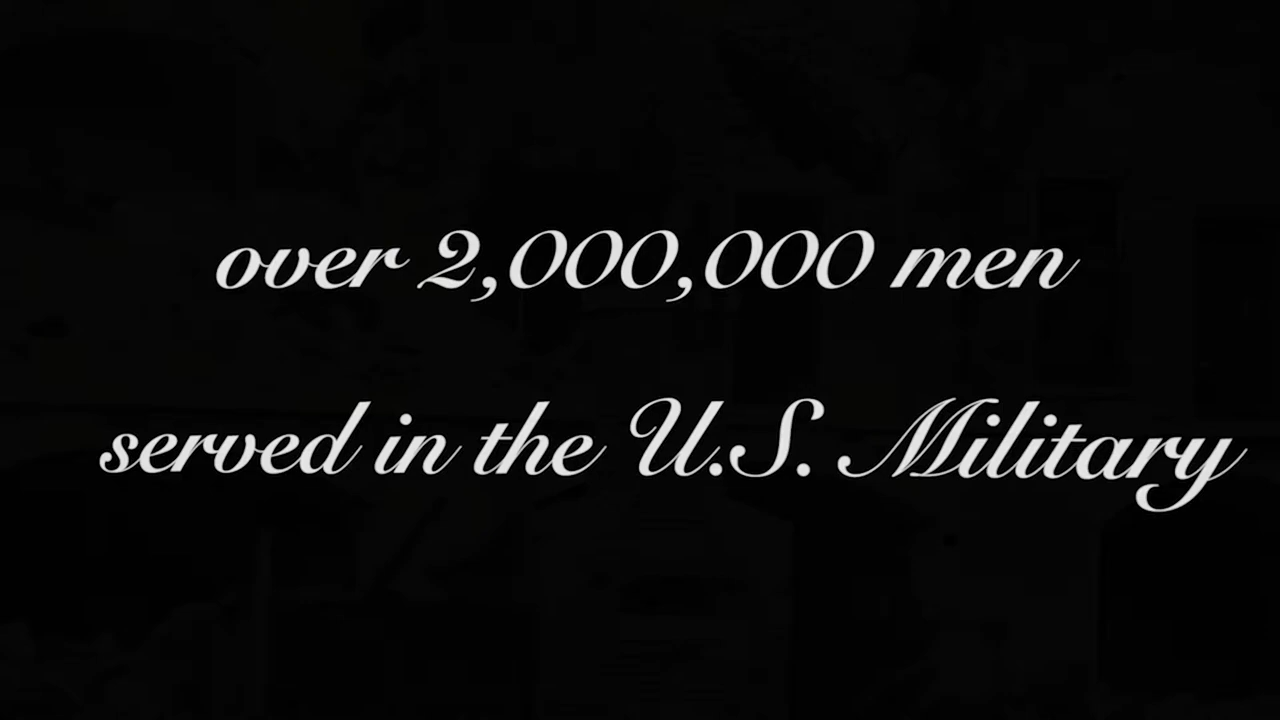 over 2,000,000 men
served in the U.S. Military